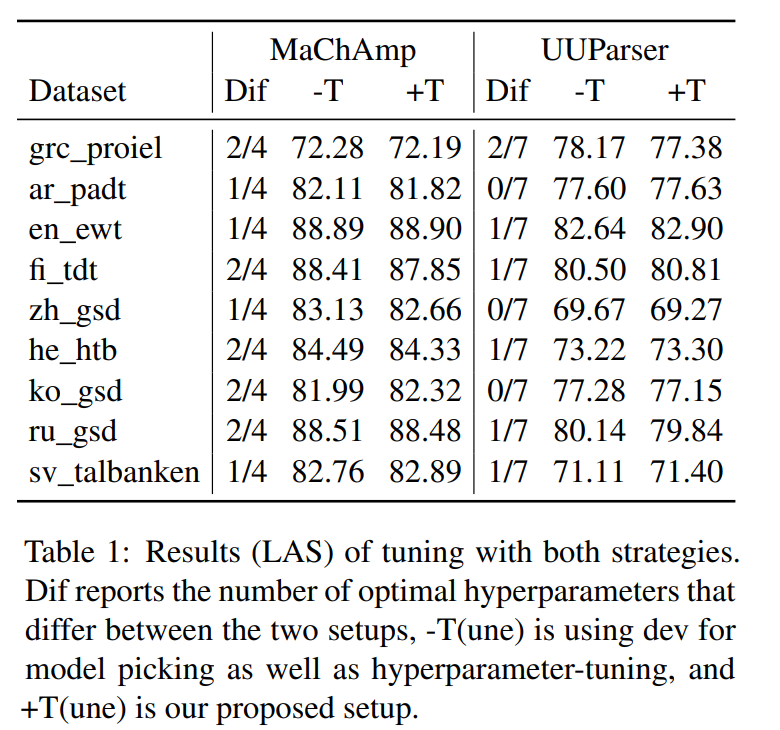 MaChAmp UUParser
Dataset Dif -T +T Dif -T +T
grc_proiel 2/4 72.28 72.19 2/7 78.17 77.38
ar_padt 1/4 82.11 81.82 0/7 77.60 77.63
en_ewt 1/4 88.89 88.90 1/7 82.64 82.90
fi_tdt 2/4 88.41 87.85 1/7 80.50 80.81
zh_gsd 1/4 83.13 82.66 0/7 69.67 69.27
he_htb 2/4 84.49 84.33 1/7 73.22 73.30
ko_gsd 2/4 81.99 82.32 0/7 77.28 77.15
ru_gsd 2/4 88.51 88.48 1/7 80.14 79.84
sv_talbanken 1/4 82.76 82.89 1/7 71.11 71.40
Table 1: Results (LAS) of tuning with both strategies.
Dif reports the number of optimal hyperparameters that
differ between the two setups, -T(une) is using dev for
model picking as well as hyperparameter-tuning, and
+T(une) is our proposed setup.